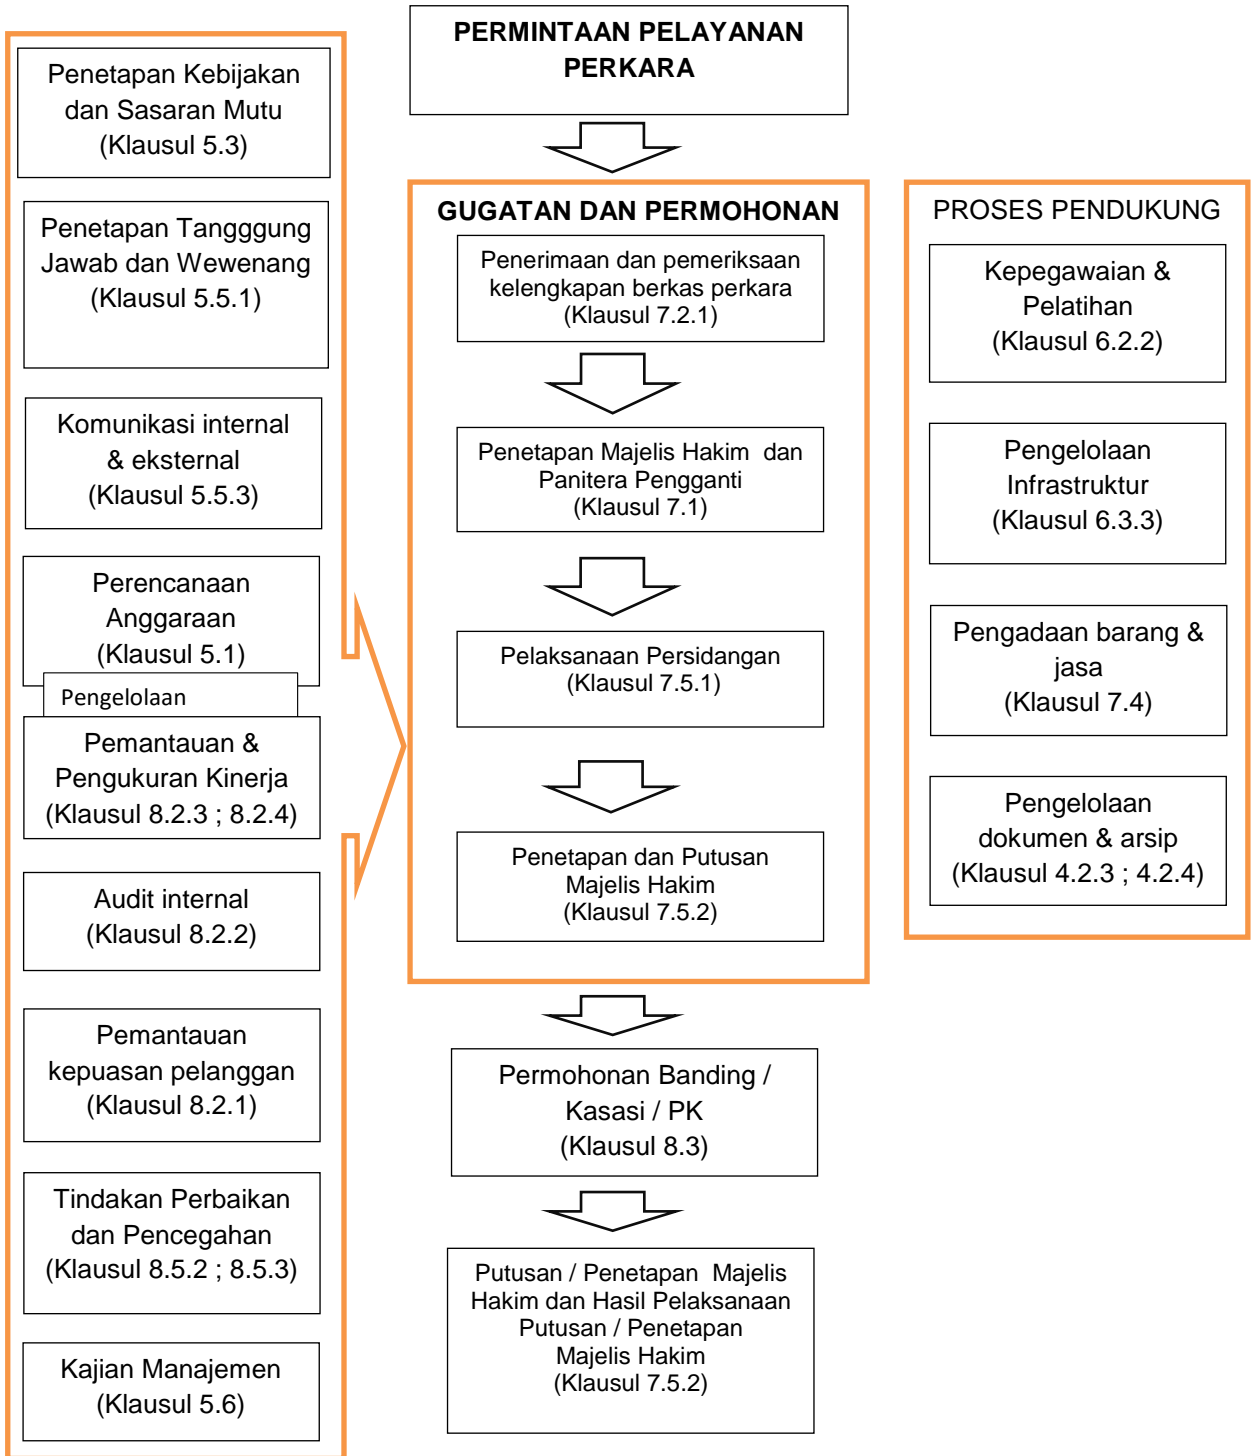 Penetapan Kebijakan
dan Sasaran Mutu
(Klausul 5.3)
Penetapan Tangggung
Jawab dan Wewenang
(Klausul 5.5.1)
Komunikasi internal
& eksternal
(Klausul 5.5.3)
Perencanaan
Anggaraan
(Klausul 5.1)
Pengelolaan
Pemantauan &
Pengukuran Kinerja
(Klausul 8.2.3 ; 8.2.4)
Audit internal
(Klausul 8.2.2)
Pemantauan
kepuasan pelanggan
(Klausul 8.2.1)
Tindakan Perbaikan
dan Pencegahan
(Klausul 8.5.2 ; 8.5.3)
Kajian Manajemen
(Klausul 5.6)
PERMINTAAN PELAYANAN
PERKARA
GUGATAN DAN PERMOHONAN
Penerimaan dan pemeriksaan
kelengkapan berkas perkara
(Klausul 7.2.1)
Penetapan Majelis Hakim  dan
Panitera Pengganti
(Klausul 7.1)
Pelaksanaan Persidangan
(Klausul 7.5.1)
Penetapan dan Putusan
Majelis Hakim
(Klausul 7.5.2)
Permohonan Banding /
Kasasi / PK
(Klausul 8.3)
Putusan / Penetapan  Majelis
Hakim dan Hasil Pelaksanaan
Putusan / Penetapan
Majelis Hakim
(Klausul 7.5.2)
PROSES PENDUKUNG
Kepegawaian &
Pelatihan
(Klausul 6.2.2)
Pengelolaan
Infrastruktur
(Klausul 6.3.3)
Pengadaan barang &
jasa
(Klausul 7.4)
Pengelolaan
dokumen & arsip
(Klausul 4.2.3 ; 4.2.4)